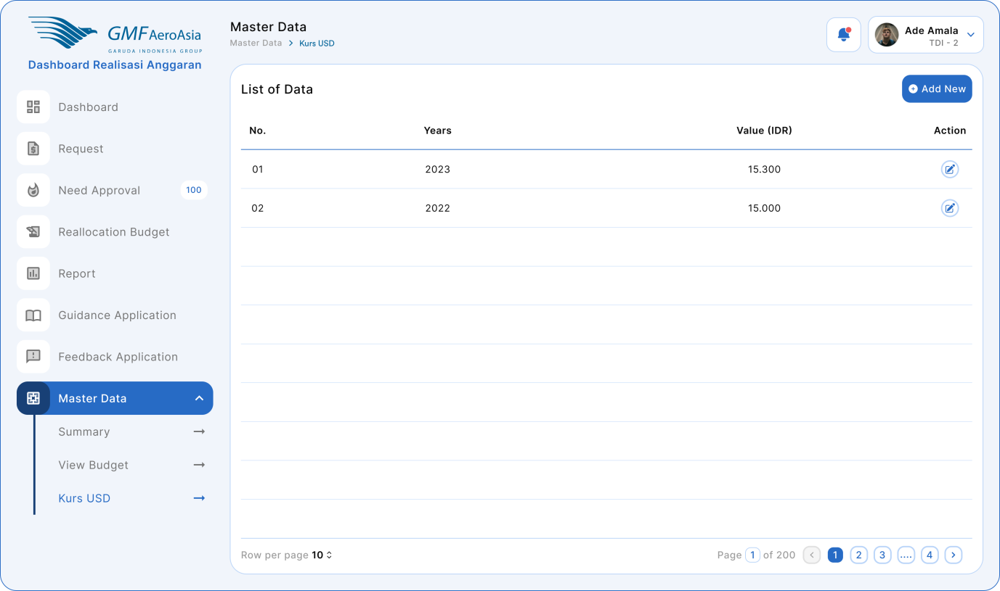 GMF AeroAsia
GARUDA INDONESIA GROUP
Dashboard Realisasi Anggaran
Dashboard
Request
Need Approval 100
Reallocation Budget
Report
Guidance Application
Feedback Application
Master Data
Summary
View Budget
Kurs USD
Master Data
Master Data > Kurs USD
Ade Amala
TDI - 2
List of Data
Add New
No. Years Value (IDR) Action
01 2023 15.300
02 2022 15.000
Row per page 10
Page 1 of 200 < 1 2 3 .... 4 >